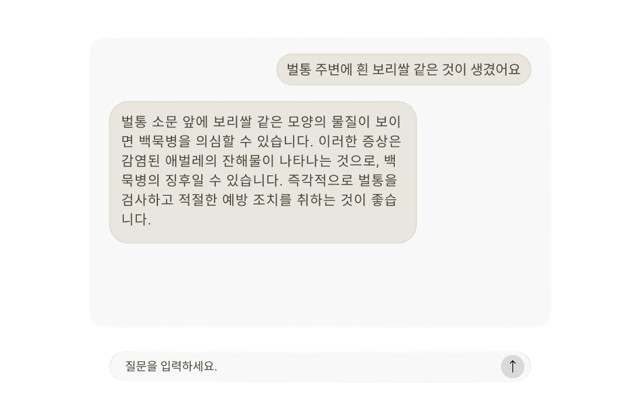 벌통 주변에 흰 보리쌀 같은 것이 생겼어요
벌통 소문 앞에 보리쌀 같은 모양의 물질이 보이
면 백묵병을 의심할 수 있습니다. 이러한 증상은
감염된 애벌레의 잔해물이 나타나는 것으로, 백
묵병의 징후일 수 있습니다. 즉각적으로 벌통을
검사하고 적절한 예방 조치를 취하는 것이 좋습
니다.
질문을 입력하세요.